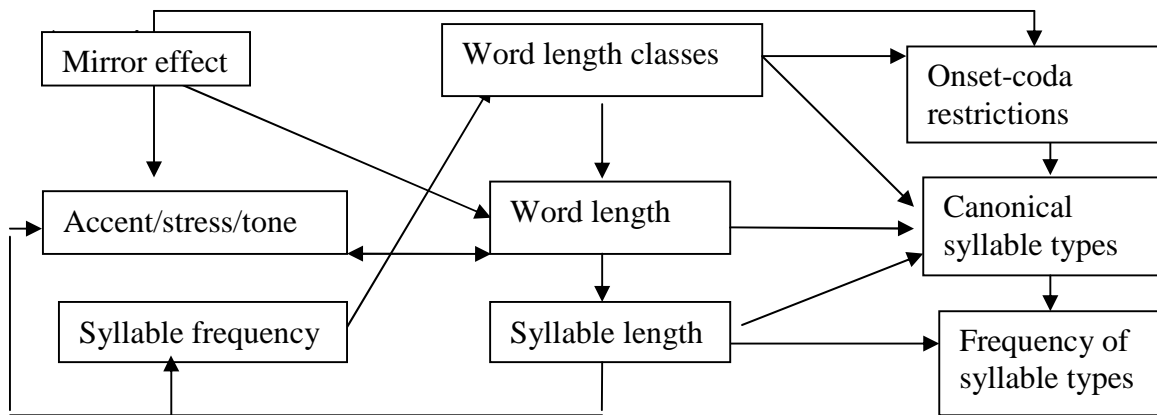 Mirror effect
Word length classes
Onset-coda
restrictions
Accent/stress/tone
Word length
Canonical
syllable types
Syllable frequency
Syllable length
Frequency of
syllable types